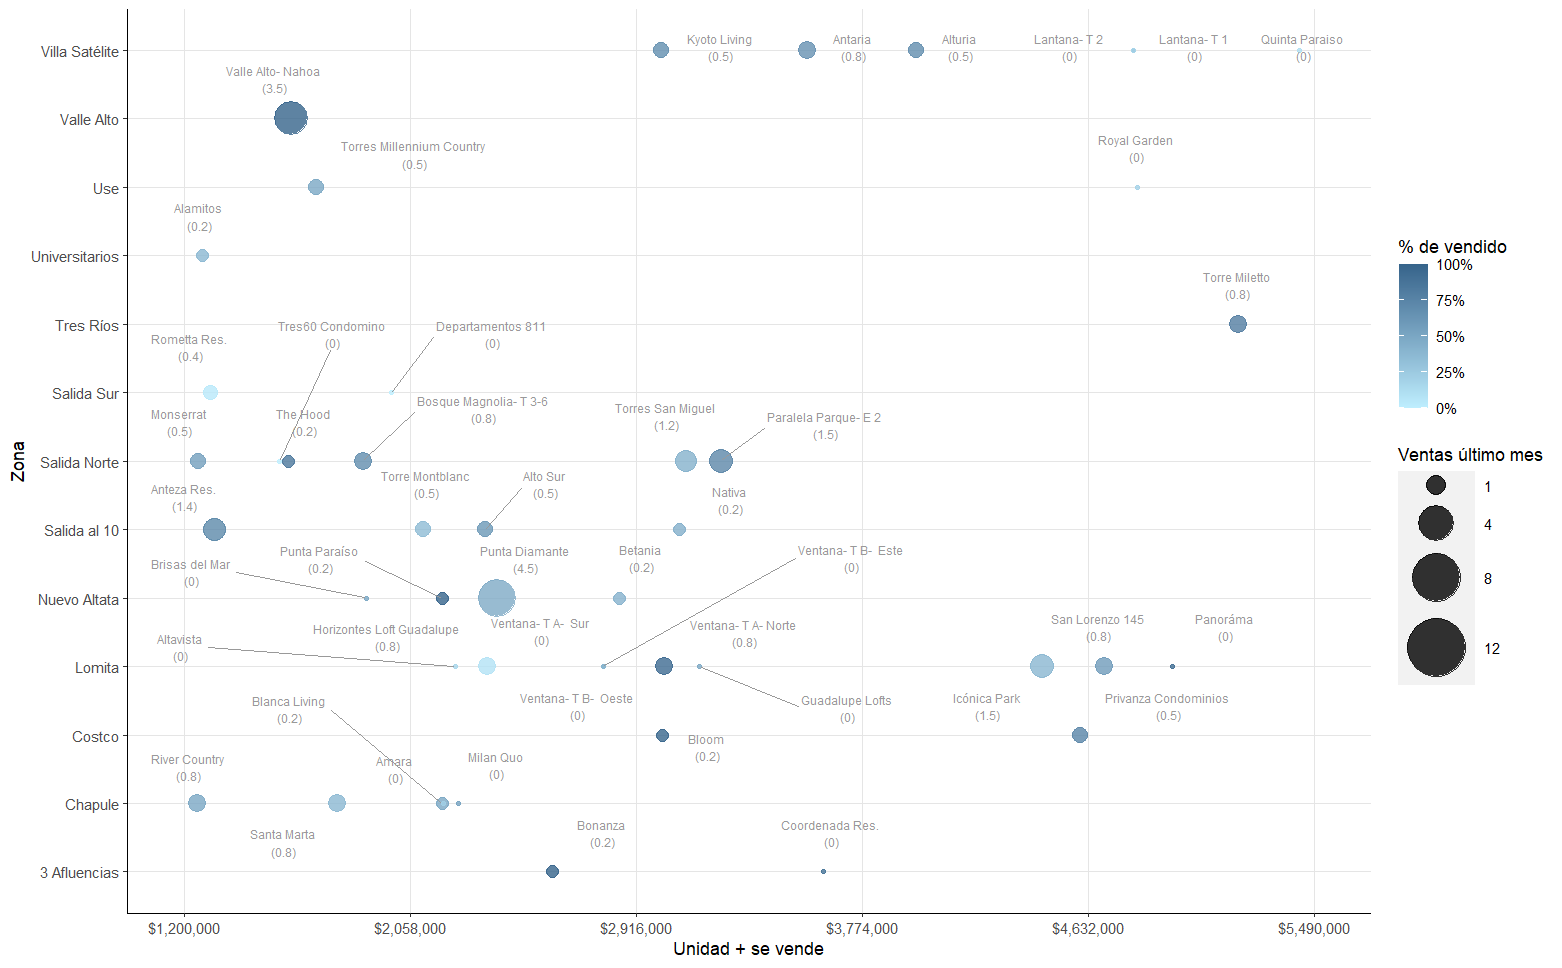 Villa Satélite
Kyoto Living
(0.5)
Antaria
(0.8)
Alturia
(0.5)
Lantana- T 2
(0)
Lantana- T 1
(0)
Quinta Paraiso
(0)
Valle Alto- Nahoa
(3.5)
Valle Alto
Torres Millennium Country
(0.5)
Royal Garden
(0)
Use
Alamitos
(0.2)
Universitarios
Torre Miletto
(0.8)
Tres Ríos
Tres60 Condomino
(0)
Departamentos 811
(0)
Rometta Res.
(0.4)
Salida Sur
Monserrat
(0.5)
The Hood
(0.2)
Bosque Magnolia- T 3-6
(0.8)
Torres San Miguel
(1.2)
Paralela Parque- E 2
(1.5)
Salida Norte
Anteza Res.
(1.4)
Torre Montblanc
(0.5)
Alto Sur
(0.5)
Nativa
(0.2)
Salida al 10
Brisas del Mar
(0)
Punta Paraíso
(0.2)
Punta Diamante
(4.5)
Betania
(0.2)
Ventana- T B-  Este
(0)
Nuevo Altata
Altavista
(0)
Horizontes Loft Guadalupe
(0.8)
Ventana- T A-  Sur
(0)
Ventana- T A- Norte
(0.8)
San Lorenzo 145
(0.8)
Panoráma
(0)
Lomita
Blanca Living
(0.2)
Ventana- T B-  Oeste
(0)
Guadalupe Lofts
(0)
Icónica Park
(1.5)
Privanza Condominios
(0.5)
Costco
Bloom
(0.2)
River Country
(0.8)
Amara
(0)
Milan Quo
(0)
Chapule
Santa Marta
(0.8)
Bonanza
(0.2)
Coordenada Res.
(0)
3 Afluencias
Zona
$1,200,000
$2,058,000
$2,916,000
$3,774,000
$4,632,000
$5,490,000
Unidad + se vende
% de vendido
100%
75%
50%
25%
0%
Ventas último mes
1
4
8
12